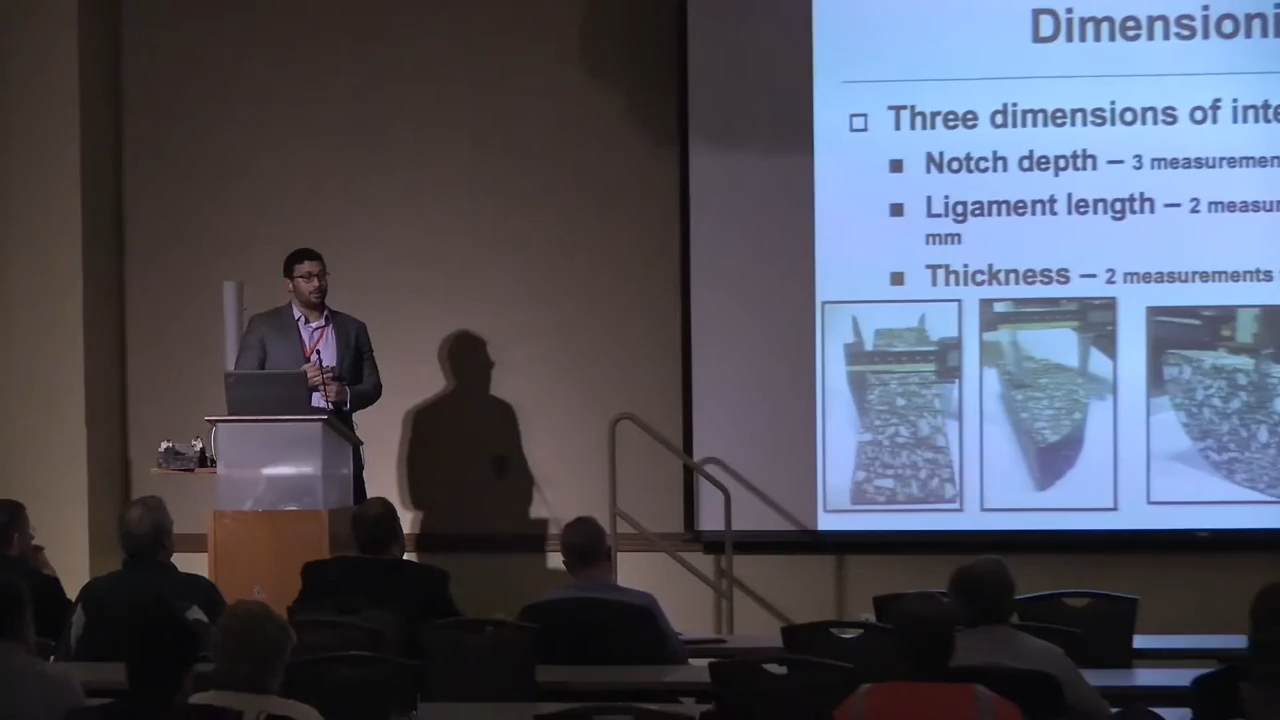 Dimensioni
Three dimensions of inte
Notch depth – 3 measuremen
Ligament length – 2 measur
mm
Thickness – 2 measurements